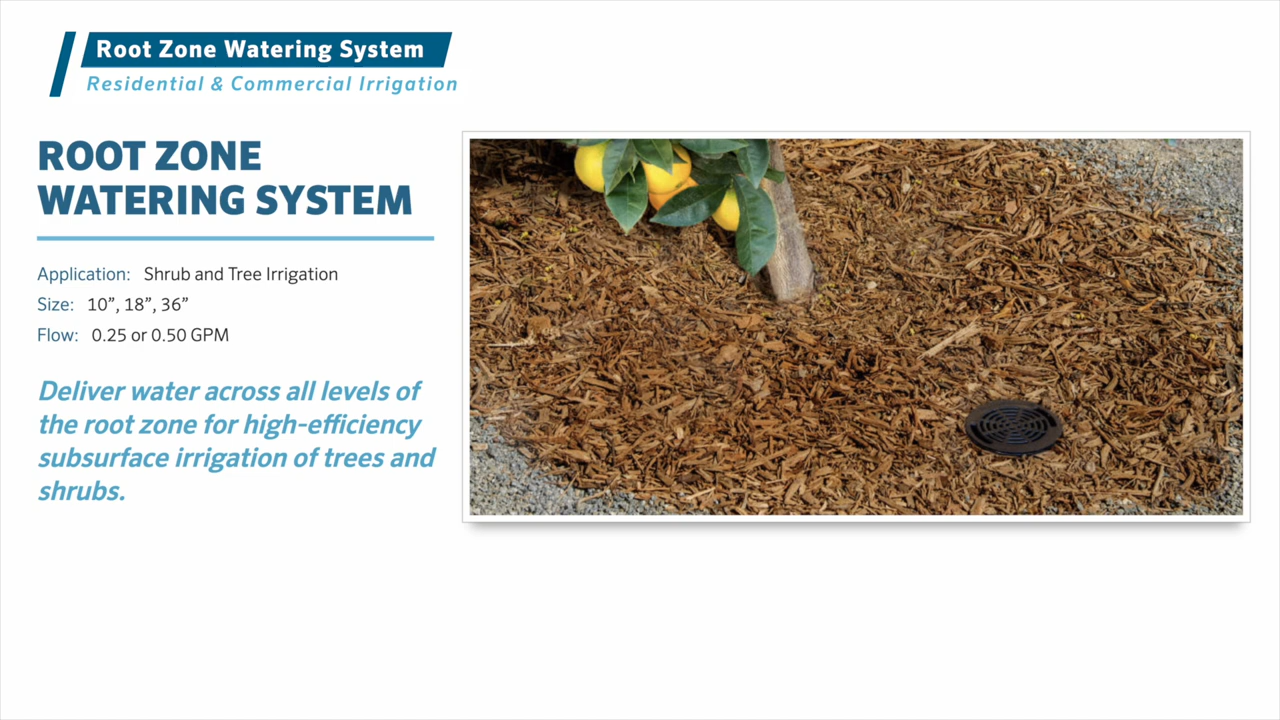 Root Zone Watering System
Residential & Commercial Irrigation
ROOT ZONE
WATERING SYSTEM
Application: Shrub and Tree Irrigation
Size: 10”, 18”, 36”
Flow: 0.25 or 0.50 GPM
Deliver water across all levels of
the root zone for high-efficiency
subsurface irrigation of trees and
shrubs.